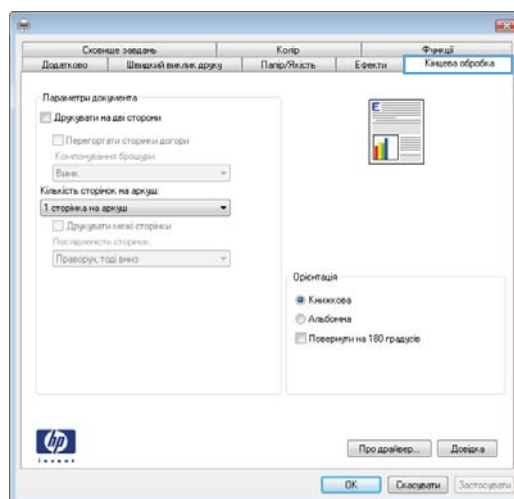 Сховище завдань Колір Функції
Додатково Швидкий виклик друку Папір/Якість Ефекти Кінцева обробка
Параметри документа
Друкувати на дві сторони
Перегортати сторінки догори
Компонування брошури:
Вимк.
Кількість сторінок на аркуш:
1 сторінка на аркуш
Друкувати межі сторінки
Послідовність сторінок
Праворуч, тоді вниз
E
Орієнтація
Книжкова
Альбомна
Повернути на 180 градусів
hp
invent
Про драйвер... Довідка
OK Скасувати Застосувати